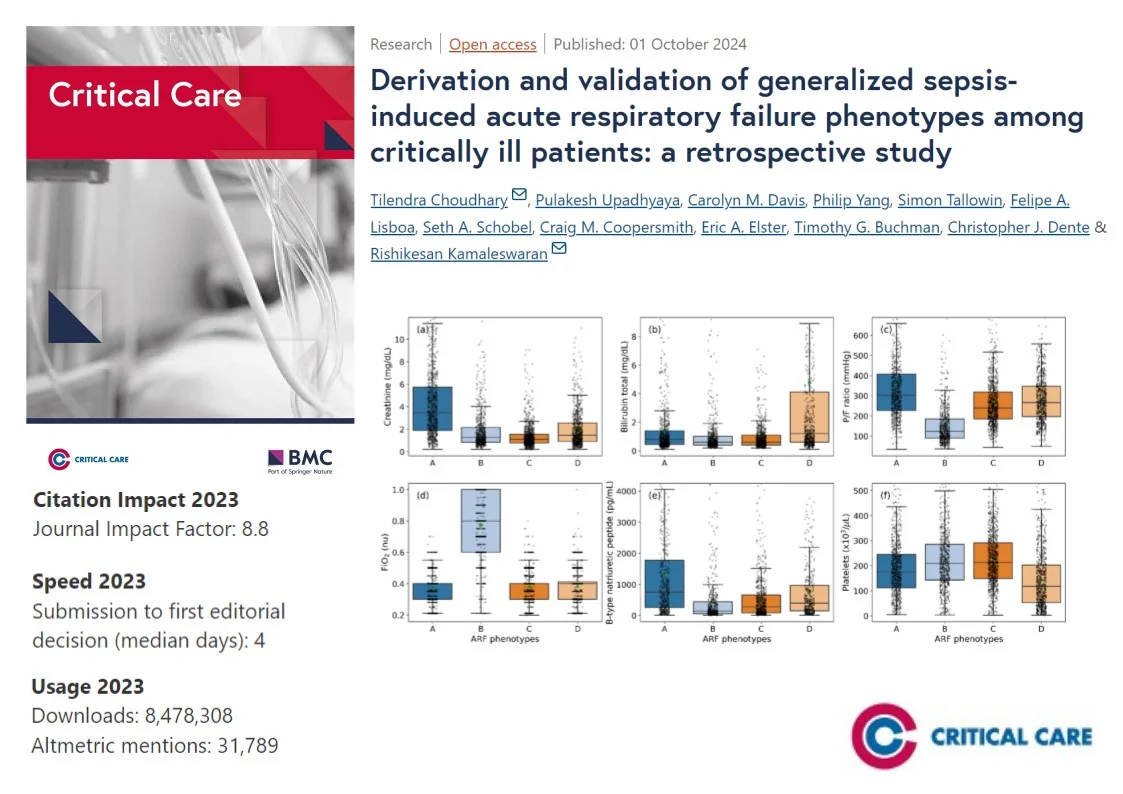 Critical Care
CRITICAL CARE
BMC
Part of Springer Nature
Citation Impact 2023
Journal Impact Factor: 8.8
Speed 2023
Submission to first editorial
decision (median days): 4
Usage 2023
Downloads: 8,478,308
Altmetric mentions: 31,789
Research Open access Published: 01 October 2024
Derivation and validation of generalized sepsis-
induced acute respiratory failure phenotypes among
critically ill patients: a retrospective study
Tilendra Choudhary, Pulakesh Upadhyaya, Carolyn M. Davis, Philip Yang, Simon Tallowin, Felipe A.
Lisboa, Seth A. Schobel, Craig M. Coopersmith, Eric A. Elster, Timothy G. Buchman, Christopher J. Dente &
Rishikesan Kamaleswaran
(a)
Creatinine (mg/dL)
10
8
6
4
2
0
A B C D
(b)
Bilirubin total (mg/dL)
8
6
4
2
0
A B C D
(c)
P/F ratio (mmHg)
600
500
400
300
200
100
A B C D
(d)
FiO₂ (nu)
1.0
0.8
0.6
0.4
0.2
A B C D
ARF phenotypes
(e)
B-type natriuretic peptide (pg/mL)
4000
3000
2000
1000
0
A B C D
ARF phenotypes
(f)
Platelets (x10³/μL)
500
400
300
200
100
0
A B C D
ARF phenotypes
CRITICAL CARE